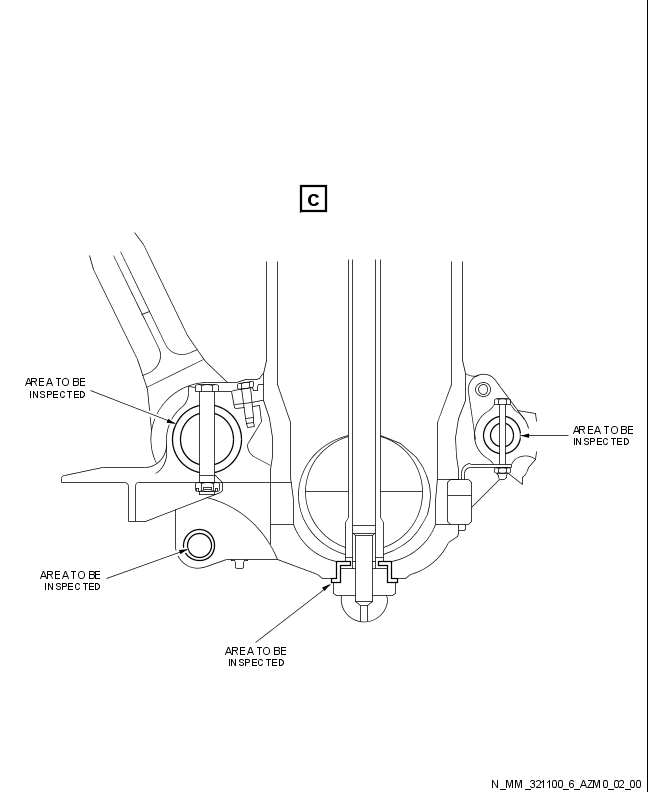 C
AREA TO BE
INSPECTED
AREA TO BE
INSPECTED
AREA TO BE
INSPECTED
AREA TO BE
INSPECTED
N_MM_321100_6_AZM0_02_00